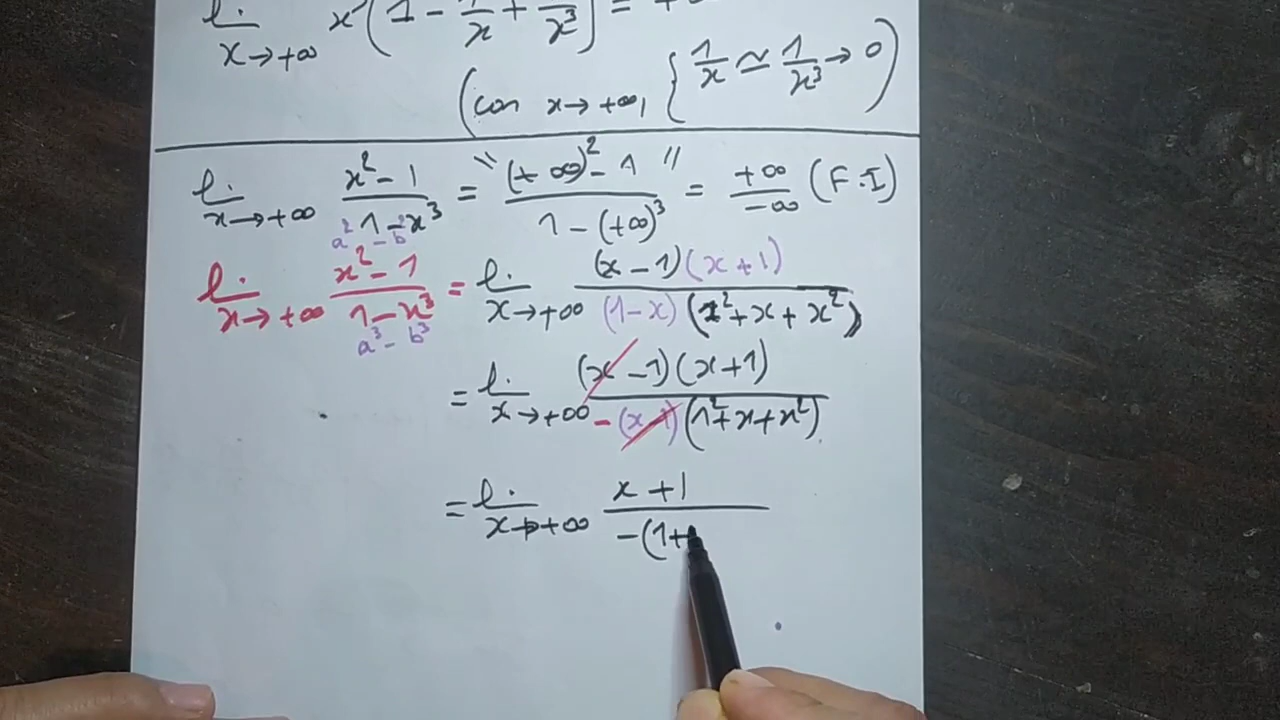 lim x→+∞ x³(1 - 1/x + 1/x³) = +∞
(con x→+∞, { 1/x ≃ 1/x³ → 0 )
lim x→+∞ (x² - 1)/(1 - x³) = "((+∞)² - 1)/(1 - (+∞)³)" = +∞/-∞ (F.I)
a² - b²
lim x→+∞ (x² - 1)/(1 - x³) = lim x→+∞ (x - 1)(x + 1)/(1 - x)(1² + x + x²)
a³ - b³
= lim x→+∞ (x - 1)(x + 1)/-(x - 1)(1² + x + x²)
= lim x→+∞ x + 1/-(1+